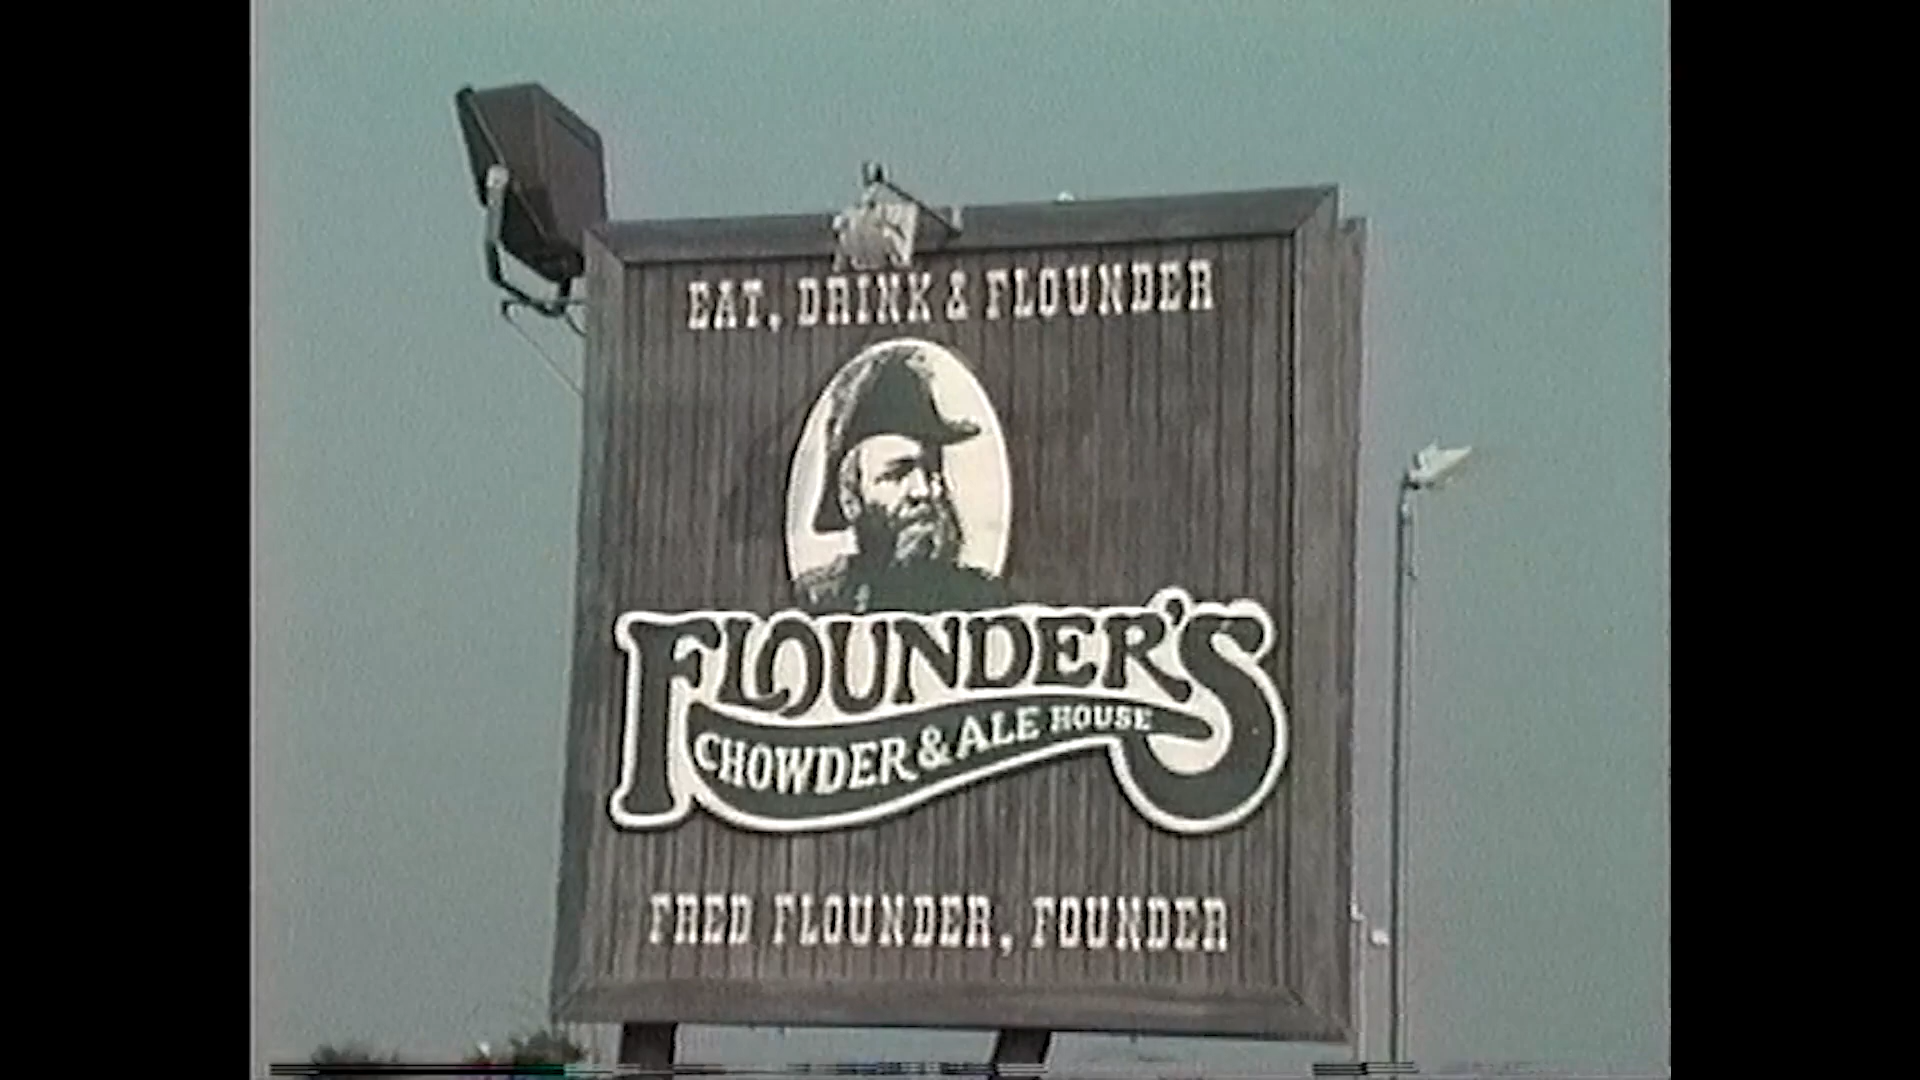 EAT, DRINK & FLOUNDER
FLOUNDER'S
CHOWDER & ALE HOUSE
FRED FLOUNDER, FOUNDER